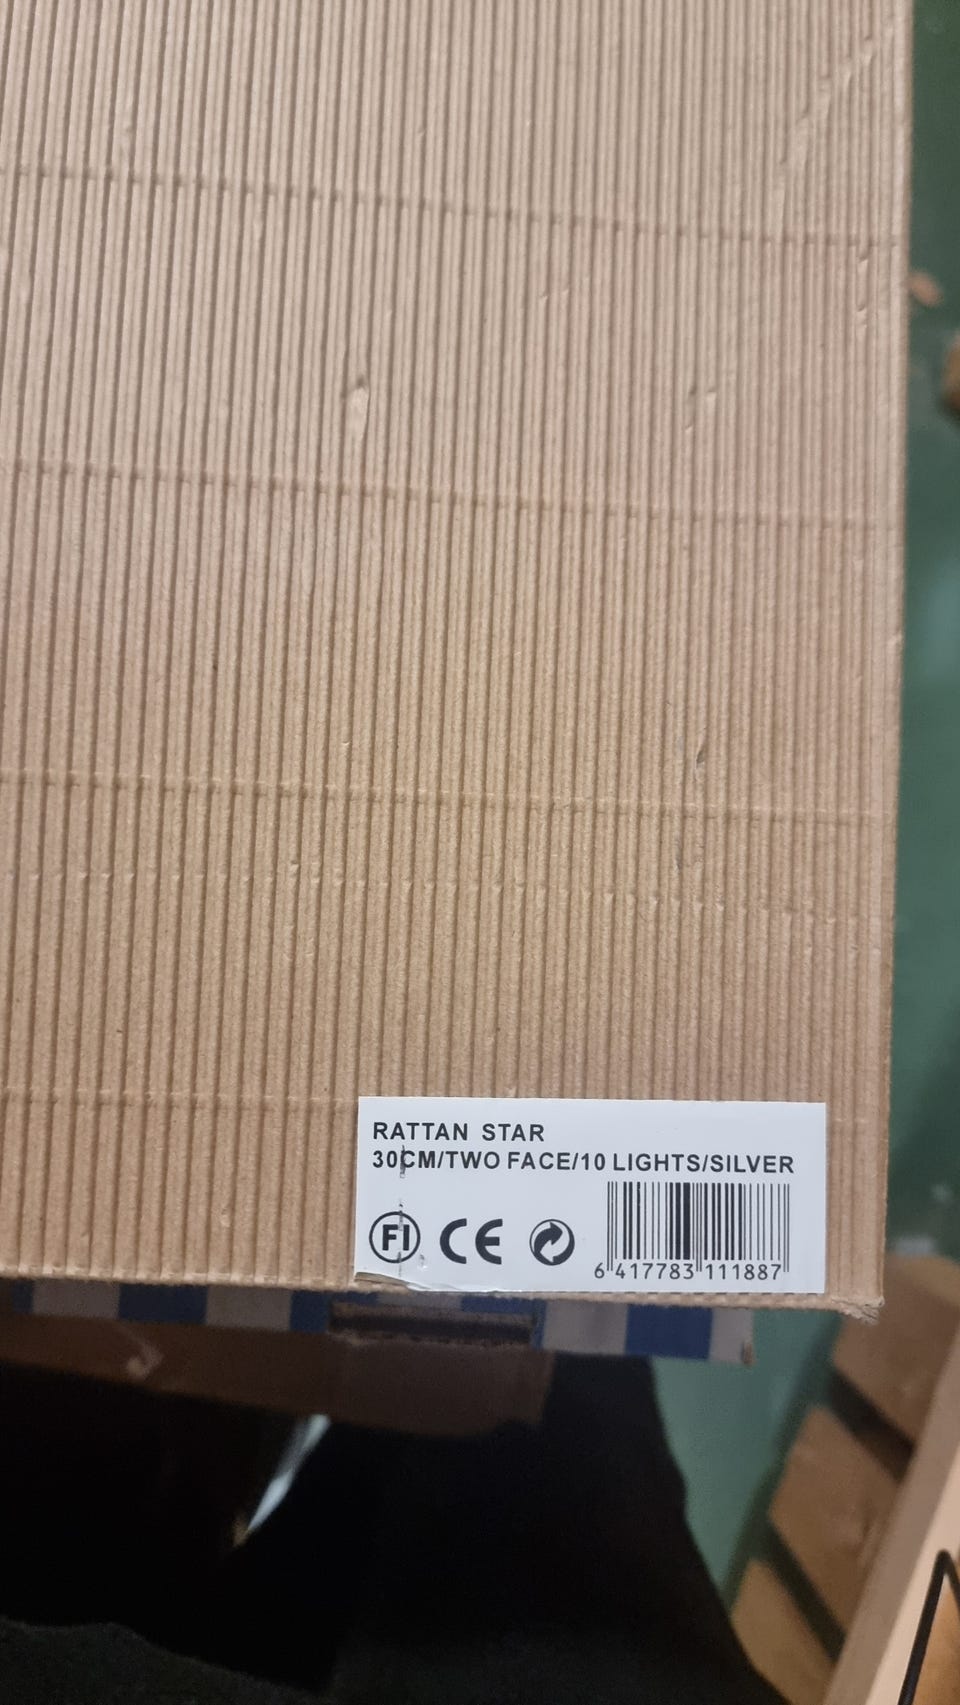 RATTAN STAR
30CM/TWO FACE/10 LIGHTS/SILVER
FI CE
6 417783 111887